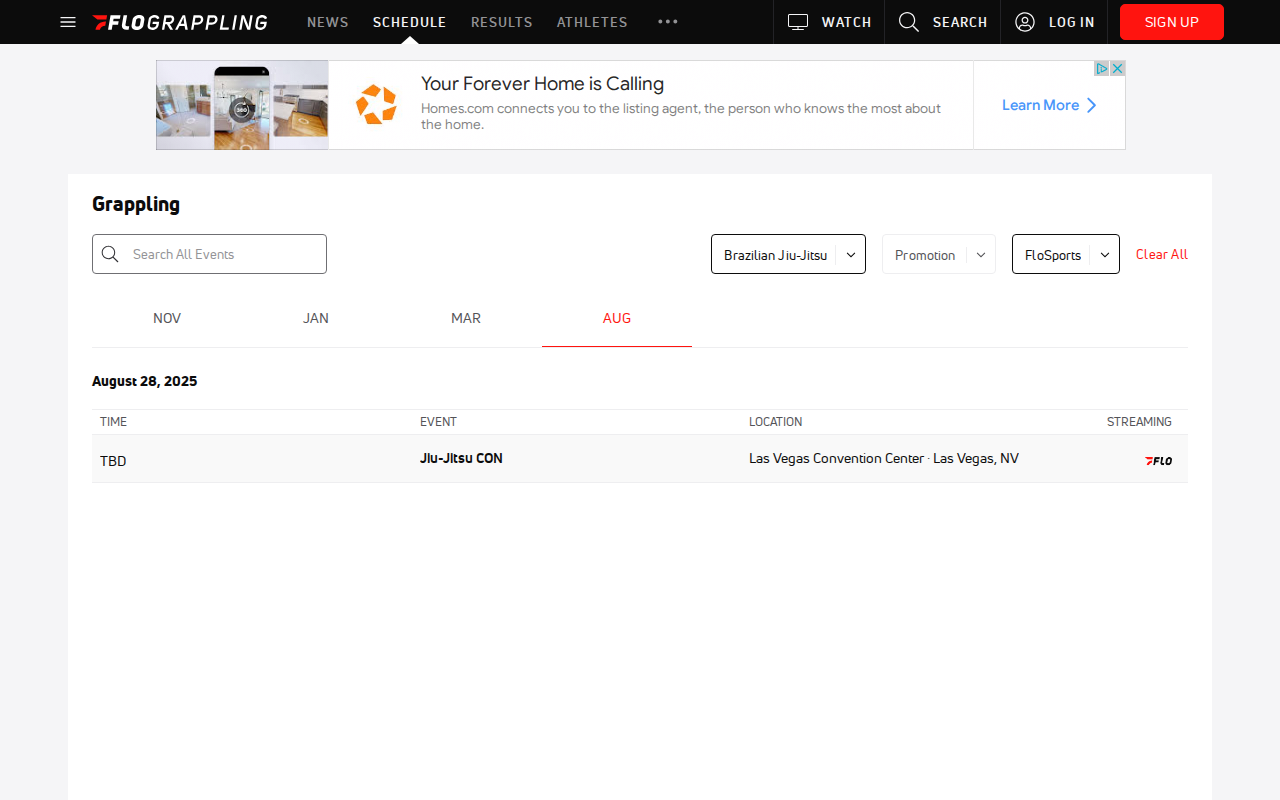 FLOGRAPPLING NEWS SCHEDULE RESULTS ATHLETES WATCH SEARCH LOG IN SIGN UP
Your Forever Home is Calling
Homes.com connects you to the listing agent, the person who knows the most about
the home.
Learn More
360
Grappling
Search All Events
Brazilian Jiu-Jitsu
Promotion
FloSports
Clear All
NOV JAN MAR AUG
August 28, 2025
TIME EVENT LOCATION STREAMING
TBD Jiu-Jitsu CON Las Vegas Convention Center · Las Vegas, NV FLO